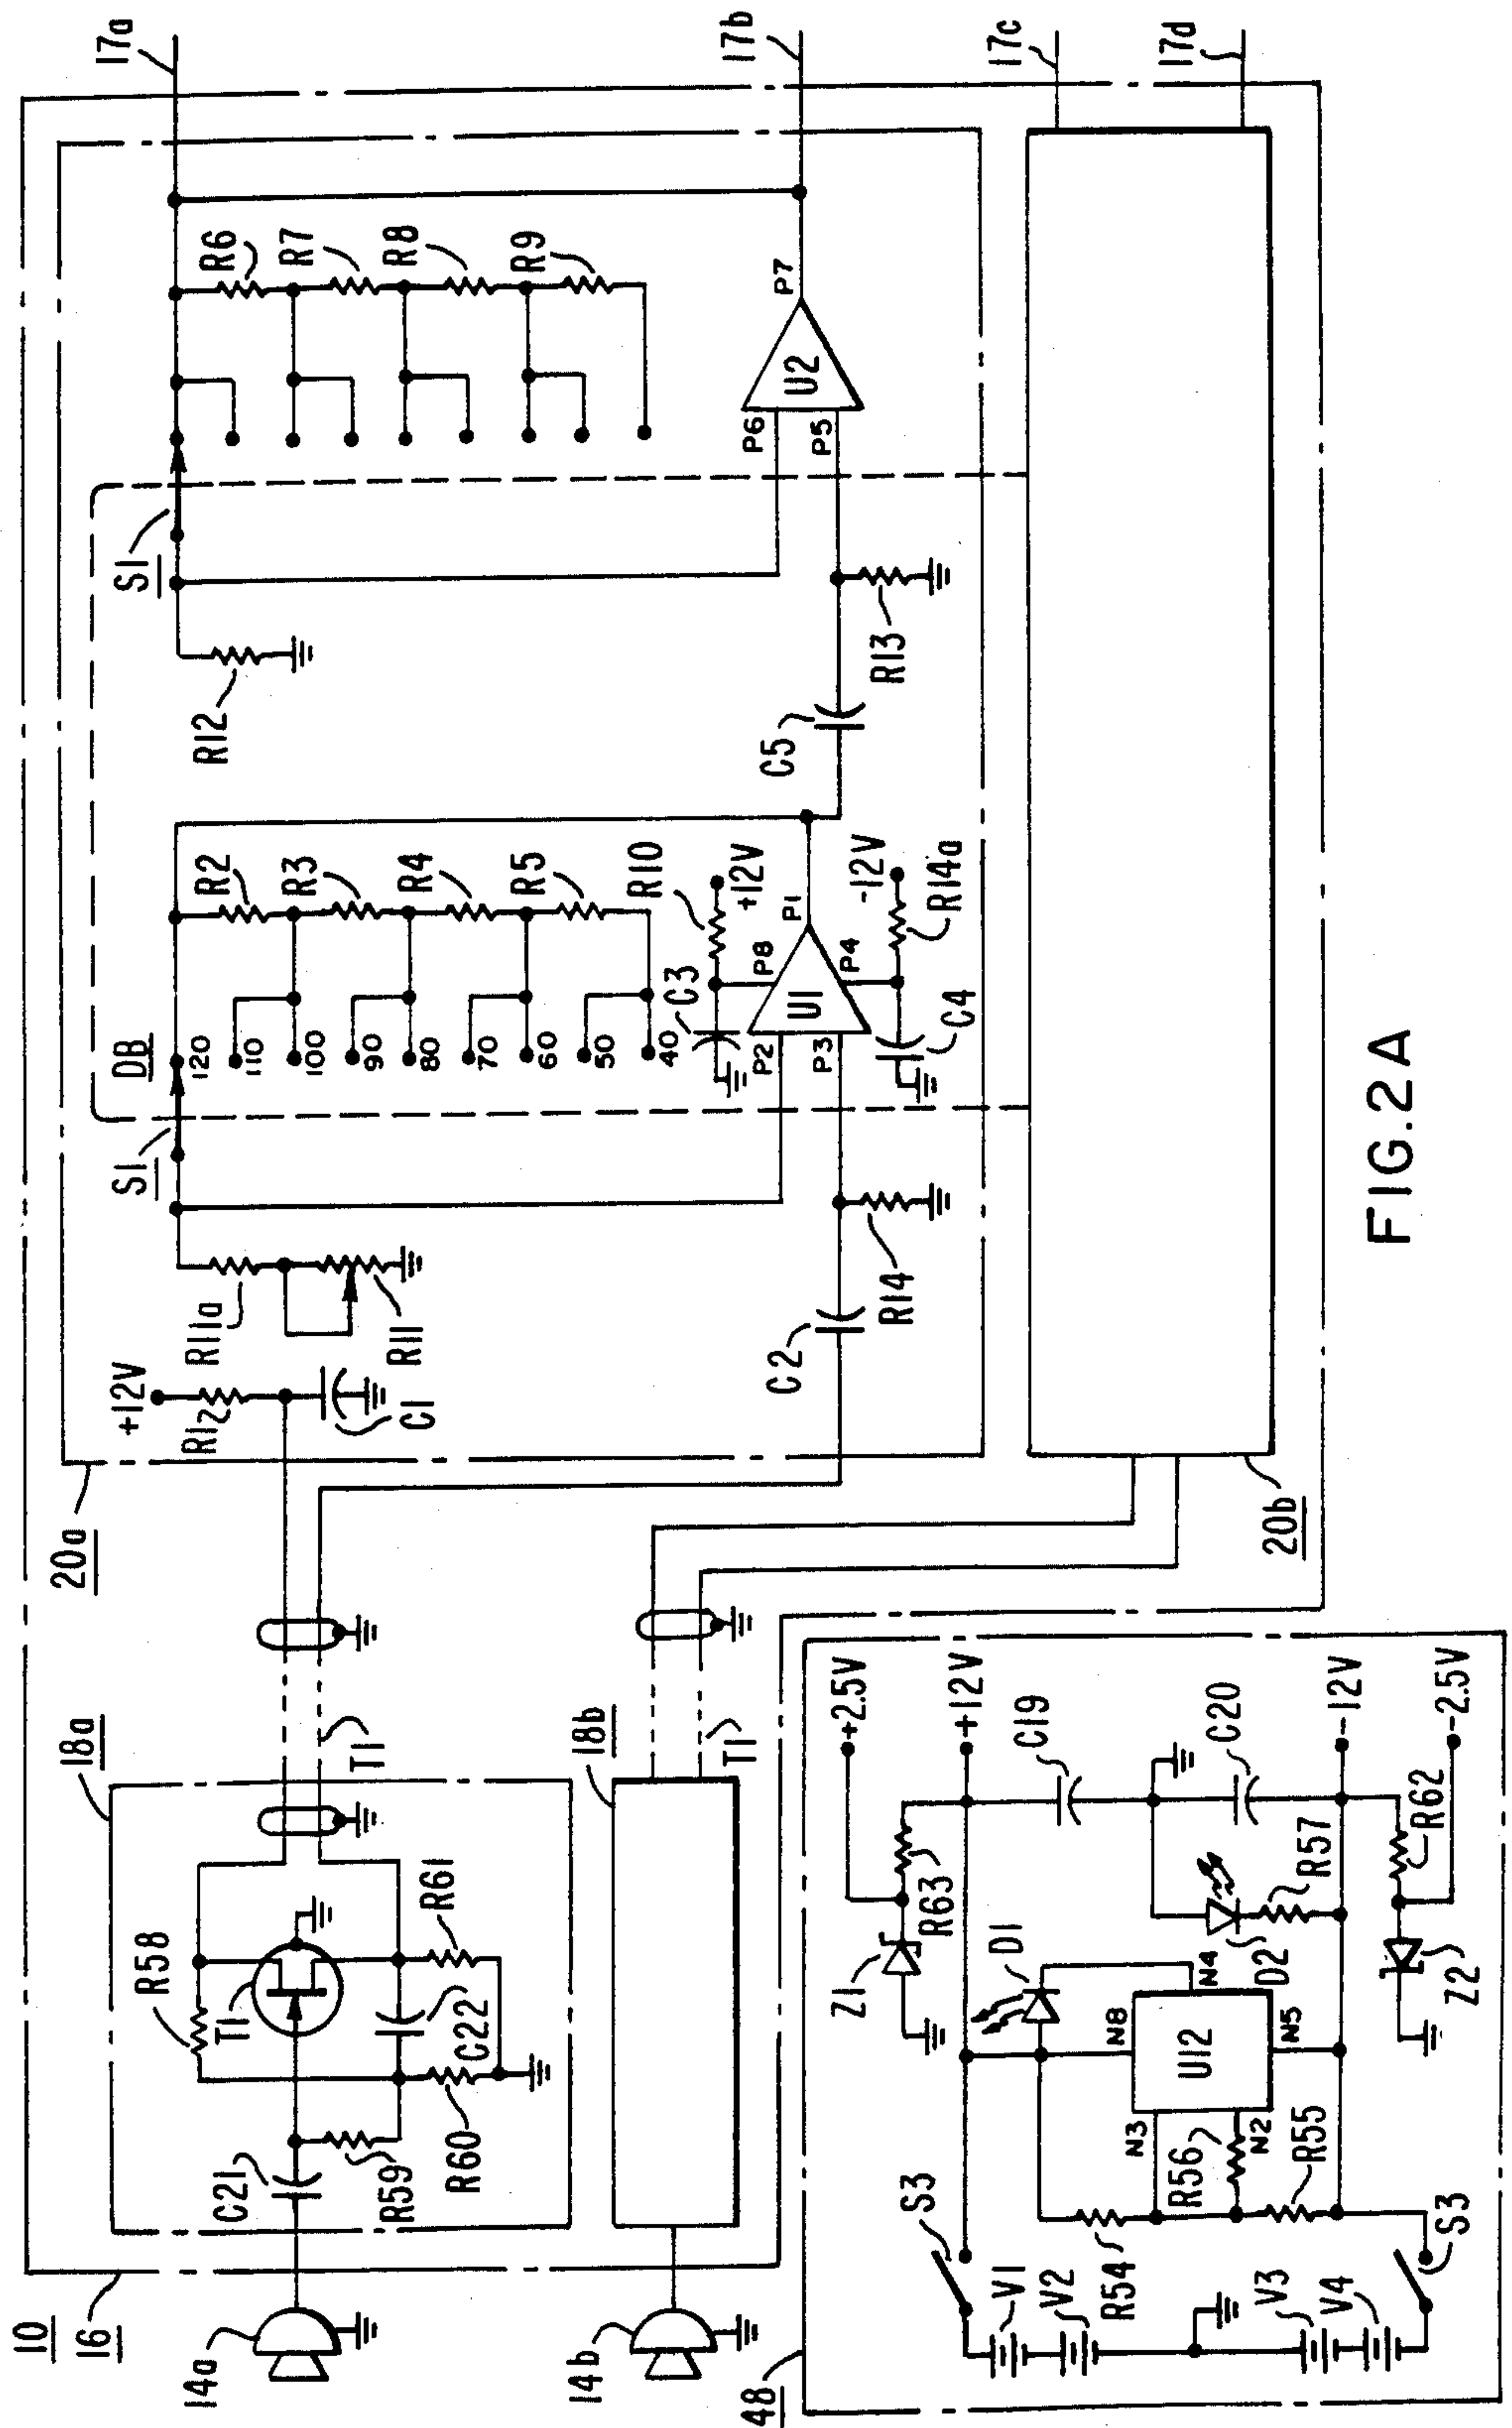 10
16
14a
14b
18a
C21
R59
R58
T1
R60
C22
R61
T1
18b
T1
20a
+12V
R12
C1
R11a
R11
C2
R14
S1
DB
120
110
100
90
80
70
60
50
40
R2
R3
R4
R5
C3
R10
+12V
P2
P3
P8
U1
P4
P1
C4
R14a
-12V
C5
R12
R13
S1
R6
R7
R8
R9
P6
P5
U2
P7
17a
17b
17c
17d
20b
48
S3
V1
V2
V3
V4
S3
R54
R56
R55
N3
N2
N8
U12
N5
N4
D1
D2
R57
Z1
R63
+2.5V
+12V
C19
C20
-12V
R62
Z2
-2.5V
FIG.2A